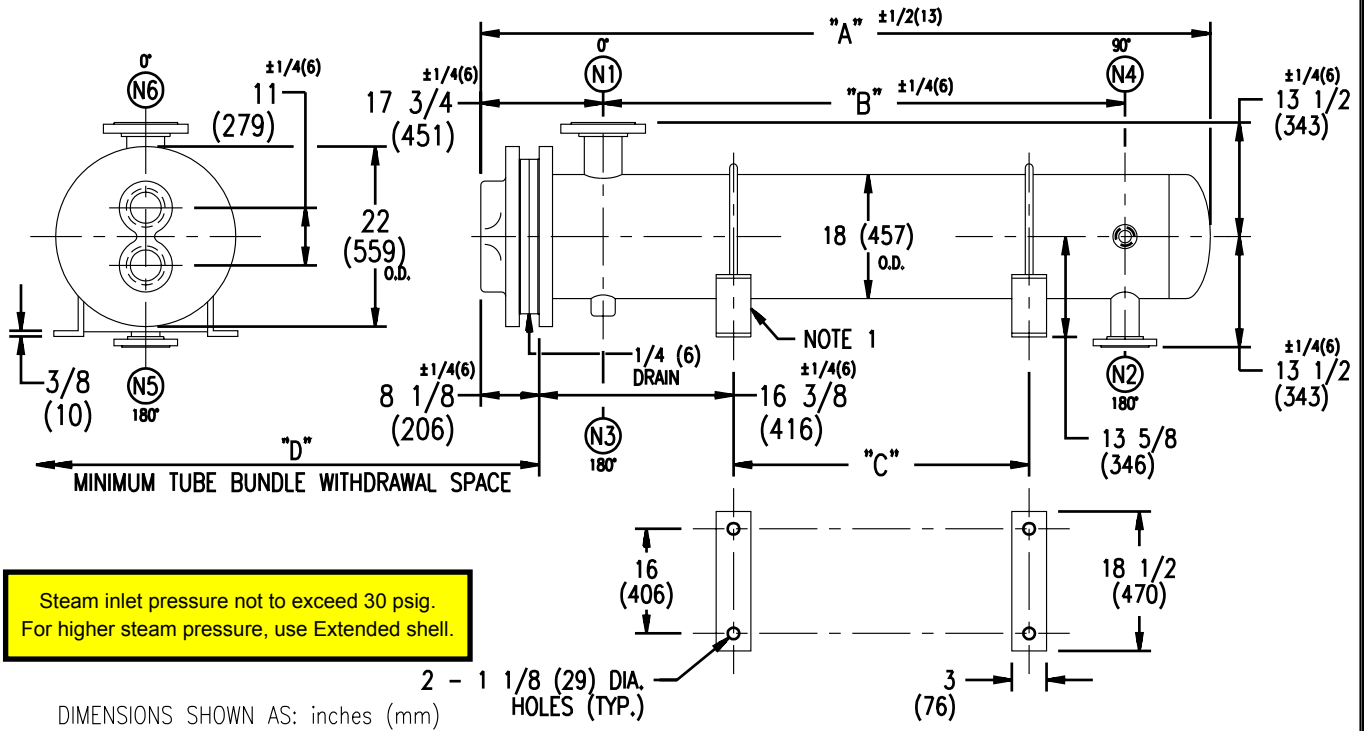 "A" ±1/2(13)
0°
N6
±1/4(6)
11
(279)
±1/4(6)
17 3/4
(451)
0°
N1
"B" ±1/4(6)
90°
N4
±1/4(6)
13 1/2
(343)
22
(559)
O.D.
18 (457)
O.D.
3/8
(10)
N5
180°
±1/4(6)
8 1/8
(206)
1/4 (6)
DRAIN
NOTE 1
±1/4(6)
16 3/8
(416)
N3
180°
N2
180°
±1/4(6)
13 1/2
(343)
13 5/8
(346)
"D"
MINIMUM TUBE BUNDLE WITHDRAWAL SPACE
"C"
16
(406)
18 1/2
(470)
Steam inlet pressure not to exceed 30 psig.
For higher steam pressure, use Extended shell.
2 - 1 1/8 (29) DIA.
HOLES (TYP.)
3
(76)
DIMENSIONS SHOWN AS: inches (mm)